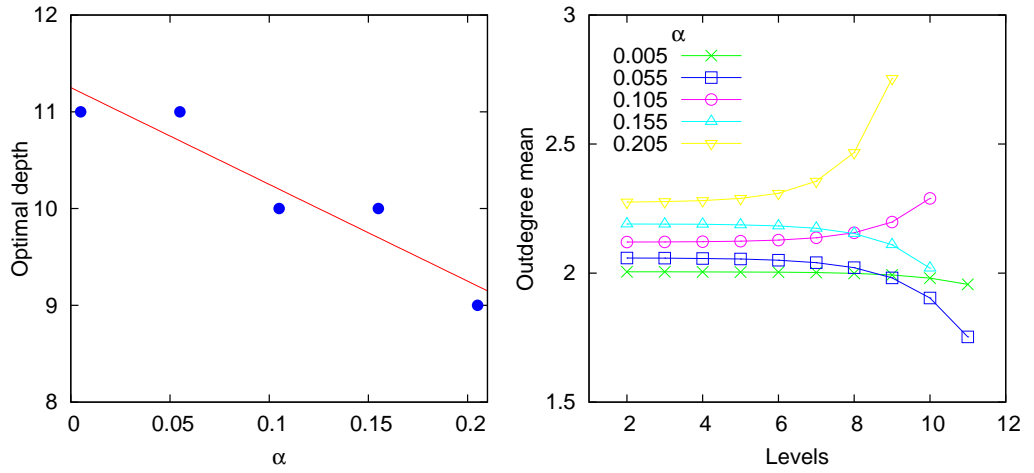 12
11
10
9
8
Optimal depth
0 0.05 0.1 0.15 0.2
α
3
2.5
2
1.5
Outdegree mean
α
0.005
0.055
0.105
0.155
0.205
2 4 6 8 10 12
Levels